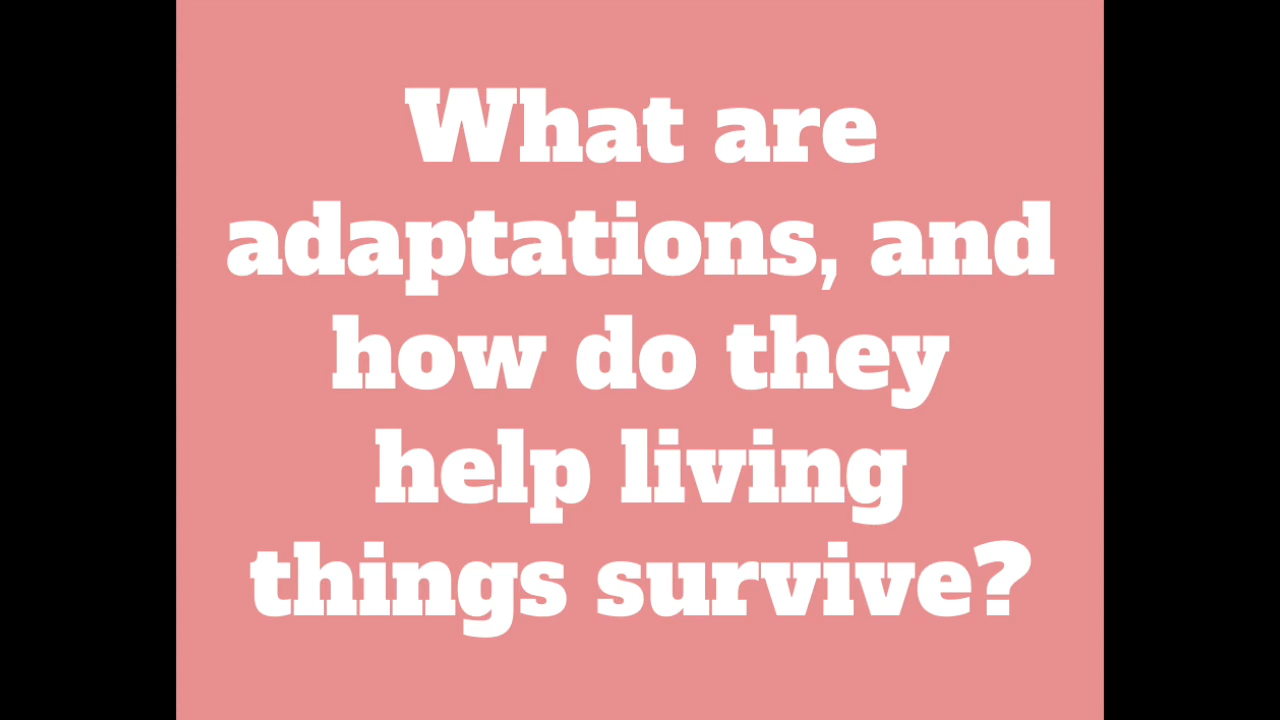 What are
adaptations, and
how do they
help living
things survive?